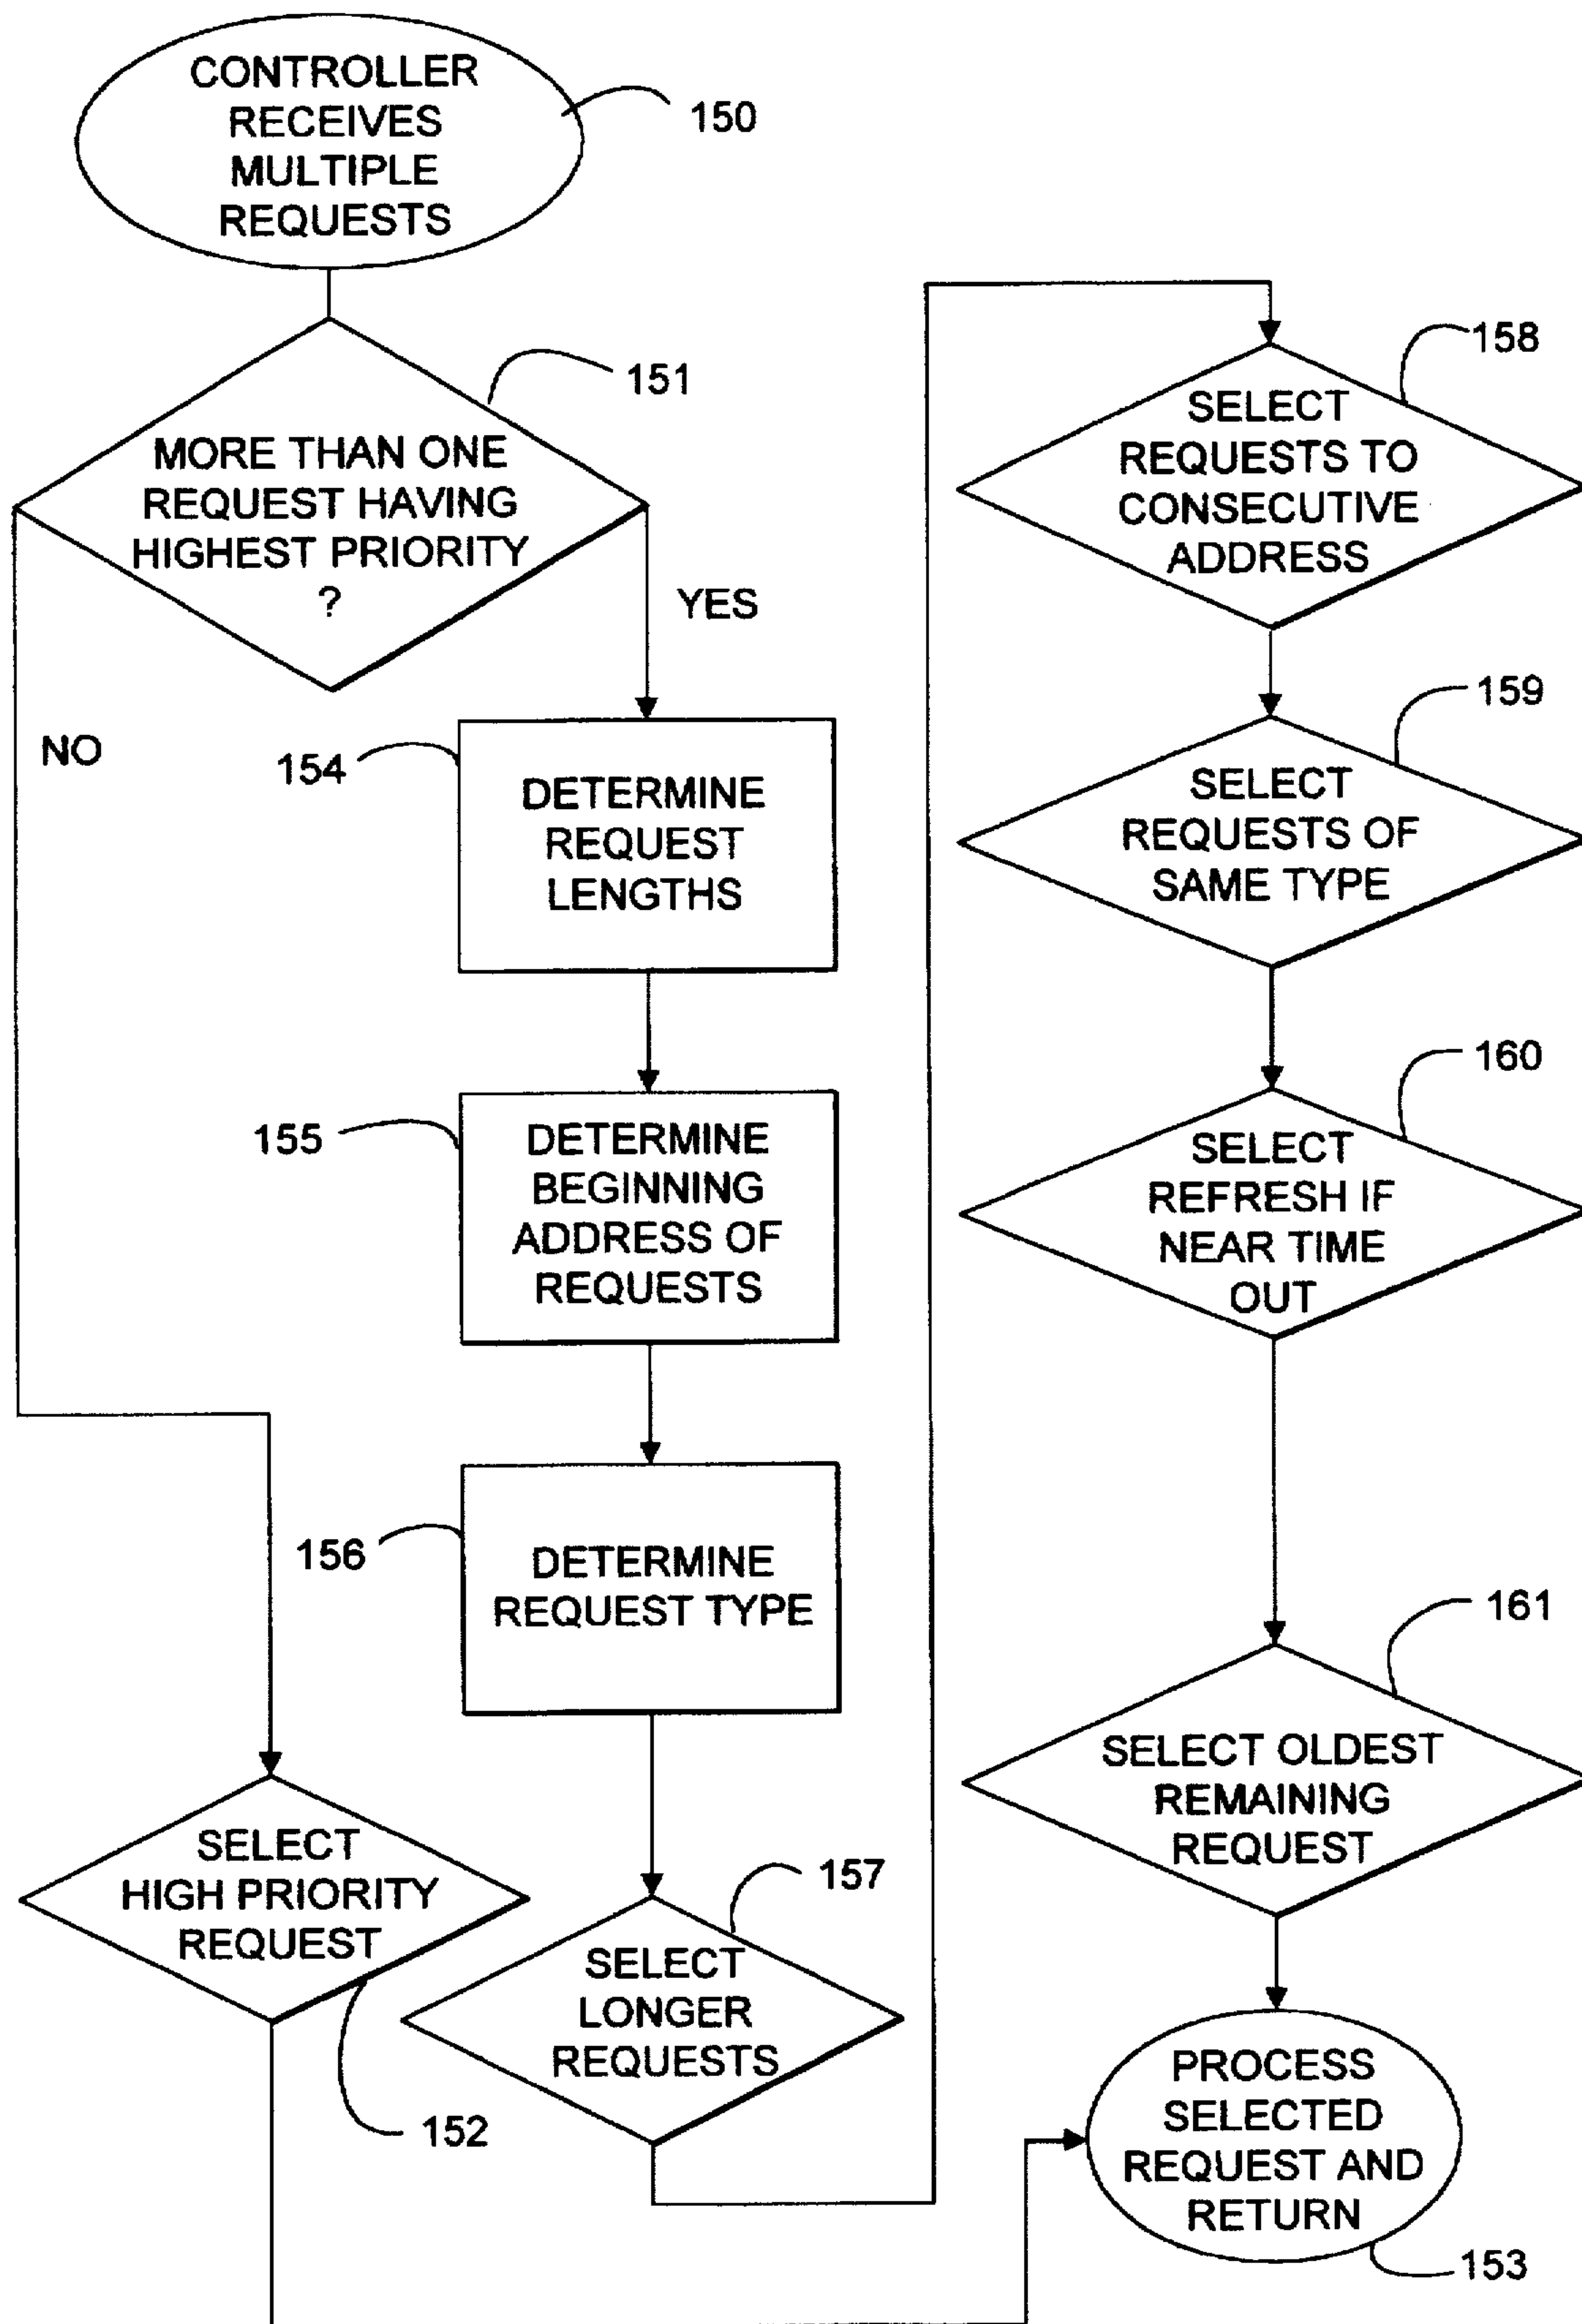 CONTROLLER
RECEIVES
MULTIPLE
REQUESTS
150
151
MORE THAN ONE
REQUEST HAVING
HIGHEST PRIORITY
?
YES
NO
154
DETERMINE
REQUEST
LENGTHS
155
DETERMINE
BEGINNING
ADDRESS OF
REQUESTS
156
DETERMINE
REQUEST TYPE
SELECT
HIGH PRIORITY
REQUEST
152
157
SELECT
LONGER
REQUESTS
158
SELECT
REQUESTS TO
CONSECUTIVE
ADDRESS
159
SELECT
REQUESTS OF
SAME TYPE
160
SELECT
REFRESH IF
NEAR TIME
OUT
161
SELECT OLDEST
REMAINING
REQUEST
PROCESS
SELECTED
REQUEST AND
RETURN
153